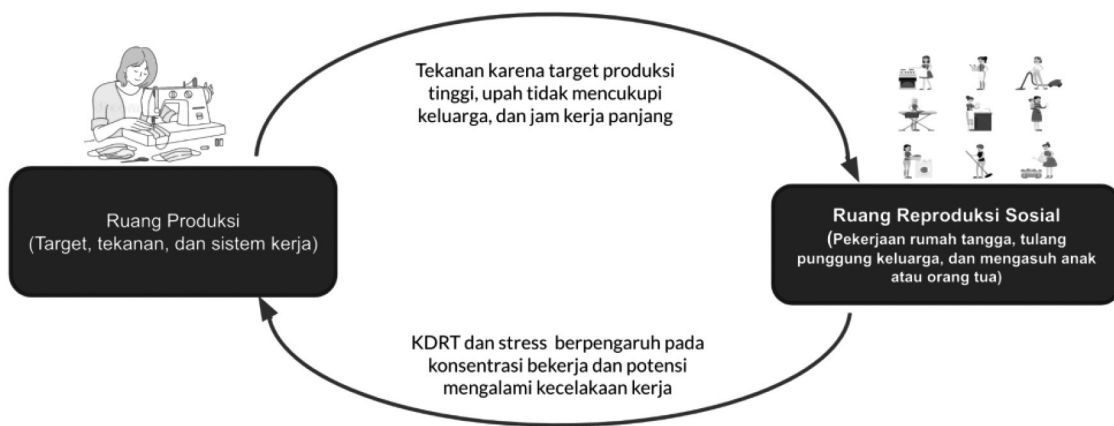 Tekanan karena target produksi
tinggi, upah tidak mencukupi
keluarga, dan jam kerja panjang
Ruang Produksi
(Target, tekanan, dan sistem kerja)
Ruang Reproduksi Sosial
(Pekerjaan rumah tangga, tulang
punggung keluarga, dan mengasuh anak
atau orang tua)
KDRT dan stress berpengaruh pada
konsentrasi bekerja dan potensi
mengalami kecelakaan kerja